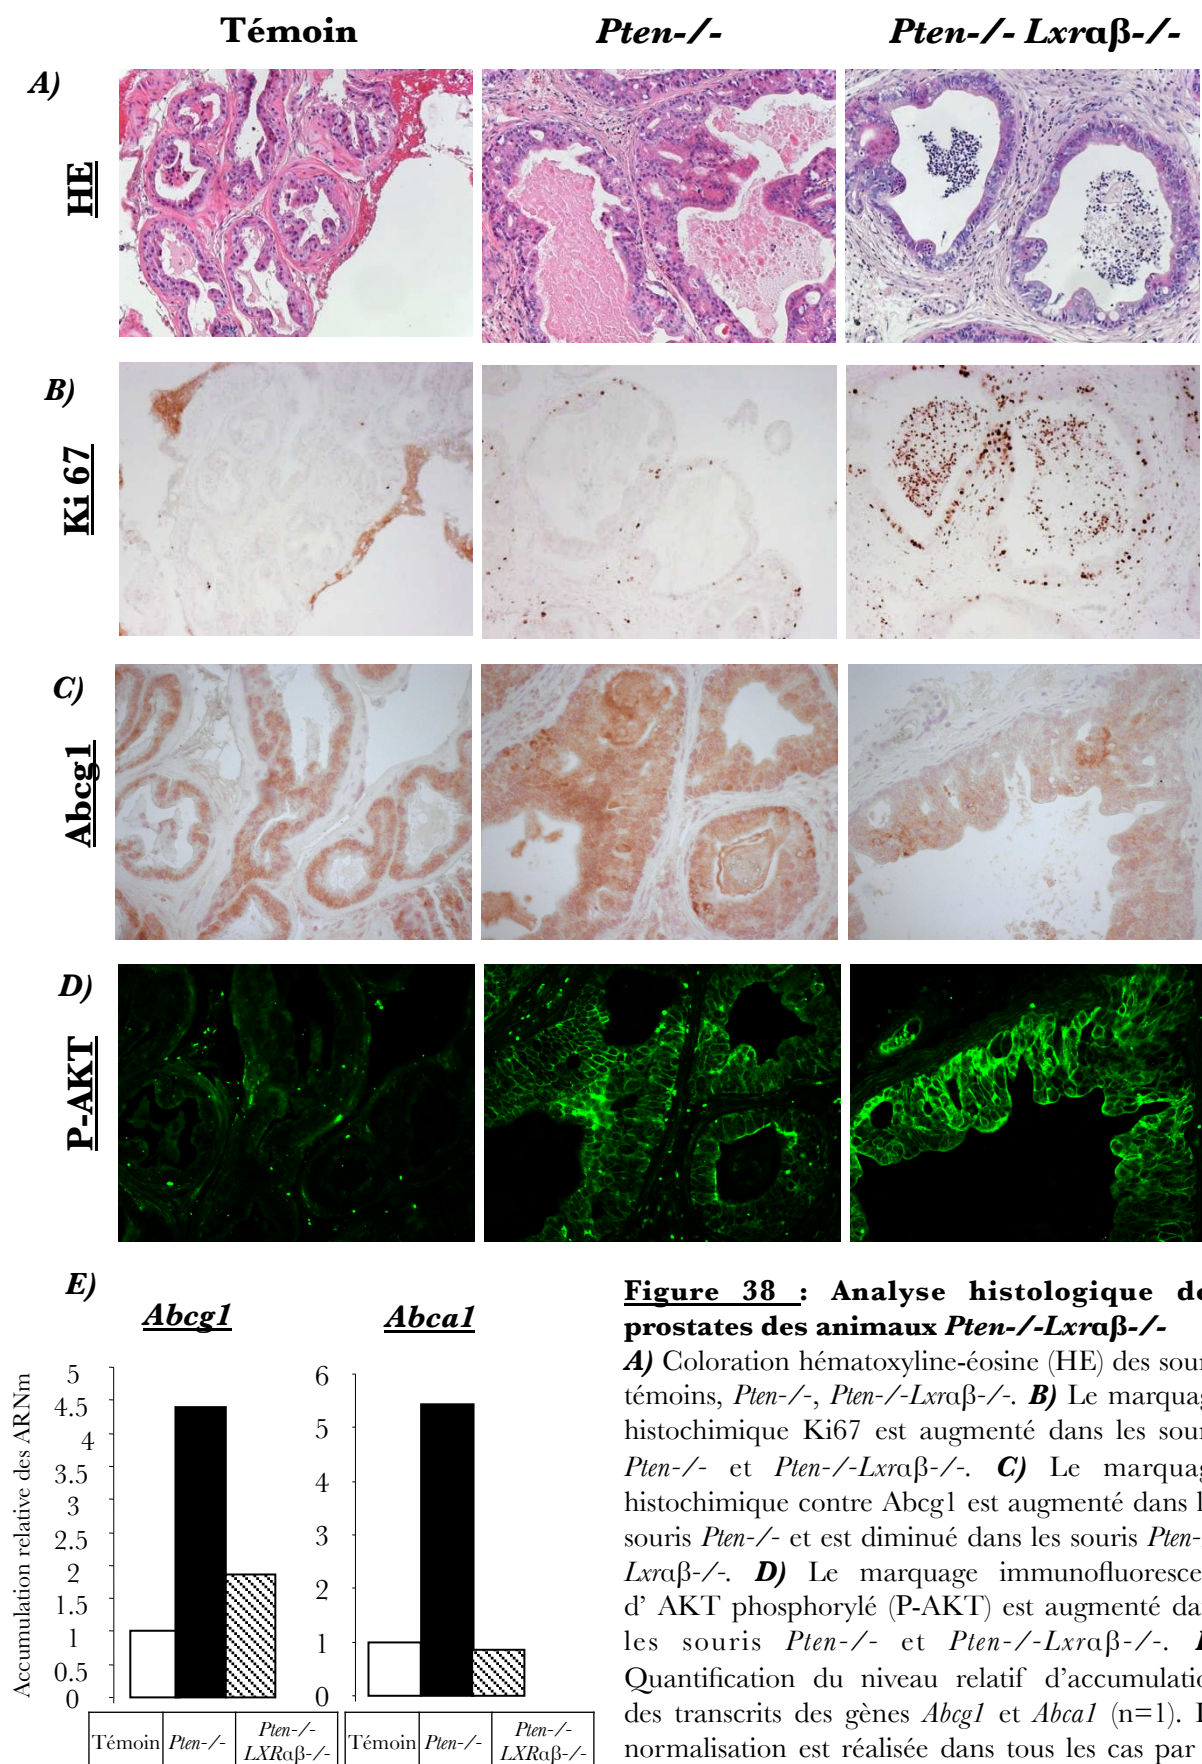 Témoin Pten-/- Pten-/- Lxrαβ-/-
A)
HE
B)
Ki 67
C)
Abcg1
D)
P-AKT
E)
Abcg1 Abca1
Accumulation relative des ARNm
5
4.5
4
3.5
3
2.5
2
1.5
1
0.5
0
6
5
4
3
2
1
0
Témoin Pten-/- Pten-/- LXRαβ-/-
Témoin Pten-/- Pten-/- LXRαβ-/-
Figure 38 : Analyse histologique de
prostates des animaux Pten-/-Lxrαβ-/-
A) Coloration hématoxyline-éosine (HE) des sour
témoins, Pten-/-, Pten-/-Lxrαβ-/-. B) Le marquag
histochimique Ki67 est augmenté dans les sour
Pten-/- et Pten-/-Lxrαβ-/-. C) Le marquag
histochimique contre Abcg1 est augmenté dans l
souris Pten-/- et est diminué dans les souris Pten-
Lxrαβ-/-. D) Le marquage immunofluoresce
d' AKT phosphorylé (P-AKT) est augmenté da
les souris Pten-/- et Pten-/-Lxrαβ-/-.
Quantification du niveau relatif d'accumulatio
des transcrits des gènes Abcg1 et Abca1 (n=1).
normalisation est réalisée dans tous les cas par